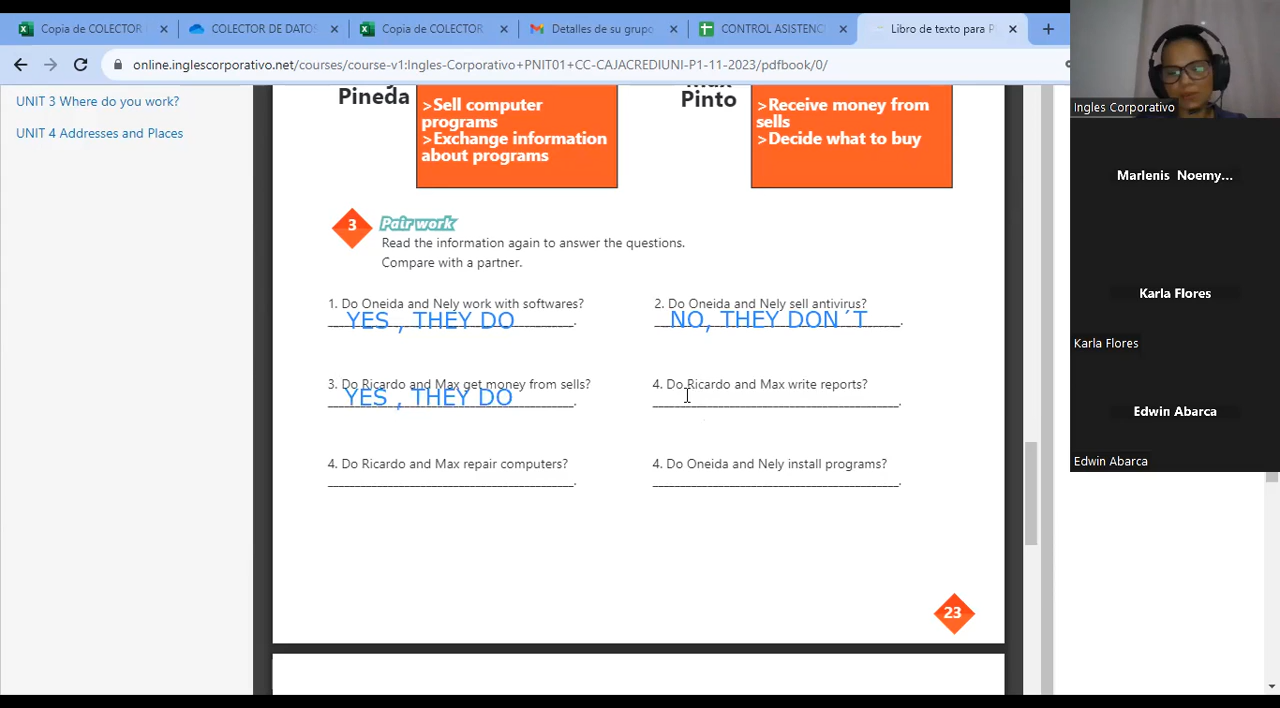 Copia de COLECTOR
COLECTOR DE DATOS
Copia de COLECTOR
Detalles de su grupo
CONTROL ASISTENCI
Libro de texto para P
online.inglescorporativo.net/courses/course-v1:Ingles-Corporativo+PNIT01+CC-CAJACREDIUNI-P1-11-2023/pdfbook/0/
UNIT 3 Where do you work?
UNIT 4 Addresses and Places
Pineda
>Sell computer
programs
>Exchange information
about programs
Pinto
>Receive money from
sells
>Decide what to buy
3
Pair work
Read the information again to answer the questions.
Compare with a partner.
1. Do Oneida and Nely work with softwares?
YES , THEY DO
2. Do Oneida and Nely sell antivirus?
NO, THEY DON´T
3. Do Ricardo and Max get money from sells?
YES , THEY DO
4. Do Ricardo and Max write reports?
4. Do Ricardo and Max repair computers?
4. Do Oneida and Nely install programs?
23
Ingles Corporativo
Marlenis Noemy...
Karla Flores
Karla Flores
Edwin Abarca
Edwin Abarca